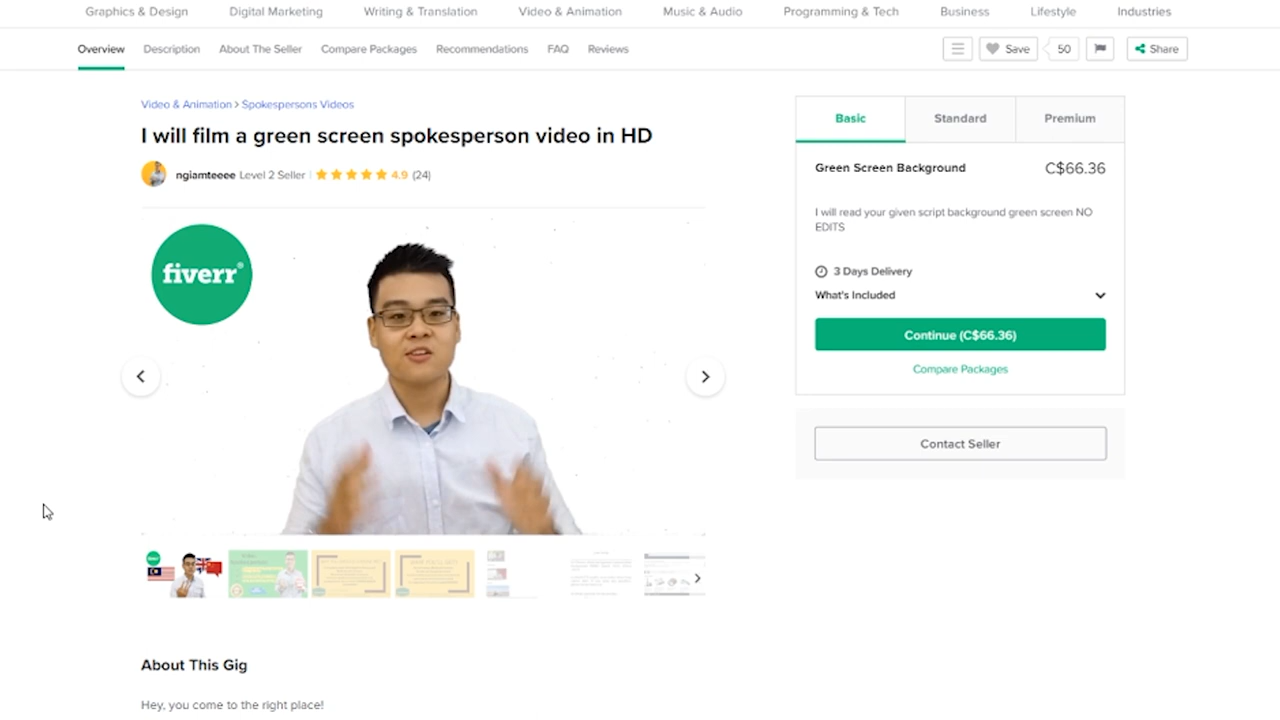 Graphics & Design Digital Marketing Writing & Translation Video & Animation Music & Audio Programming & Tech Business Lifestyle Industries
Overview Description About The Seller Compare Packages Recommendations FAQ Reviews Save 50 Share
Video & Animation > Spokespersons Videos
I will film a green screen spokesperson video in HD
ngiamteeee Level 2 Seller 4.9 (24)
fiverr®
Basic Standard Premium
Green Screen Background C$66.36
I will read your given script background green screen NO
EDITS
3 Days Delivery
What's Included
Continue (C$66.36)
Compare Packages
Contact Seller
About This Gig
Hey, you come to the right place!